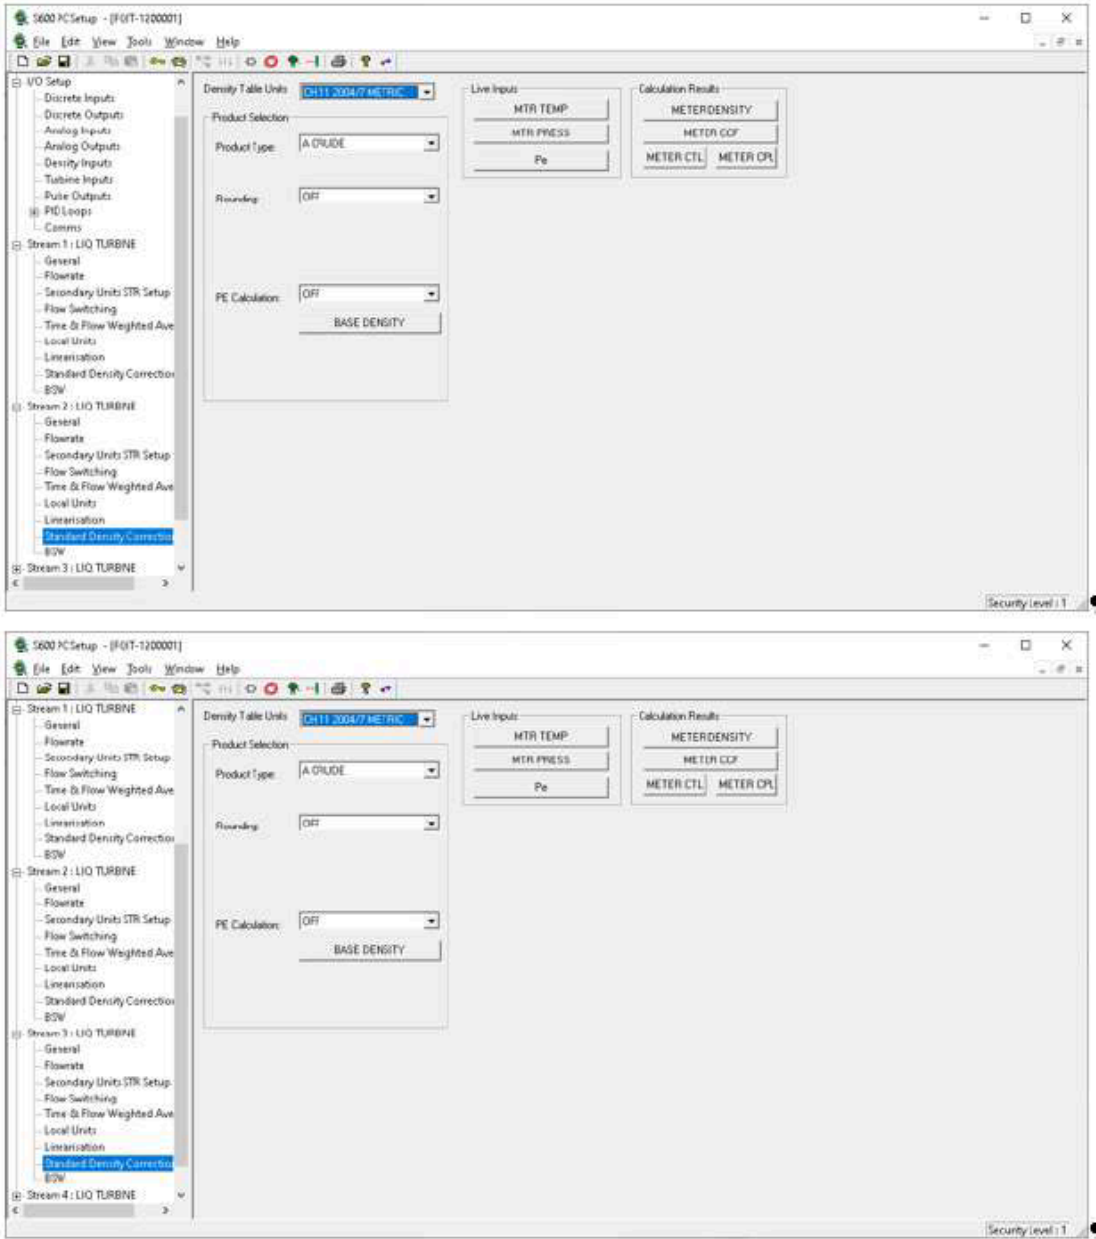 S600 PCSetup - [F0IT-1200001]
File Edit View Tools Window Help
I/O Setup
Discrete Inputs
Discrete Outputs
Analog Inputs
Analog Outputs
Density Inputs
Turbine Inputs
Pulse Outputs
PID Loops
Comms
Stream 1 : LIQ TURBINE
General
Flowrate
Secondary Units STR Setup
Flow Switching
Time & Flow Weighted Ave
Local Units
Linearisation
Standard Density Correction
BSW
Stream 2 : LIQ TURBINE
General
Flowrate
Secondary Units STR Setup
Flow Switching
Time & Flow Weighted Ave
Local Units
Linearisation
Standard Density Correctio
BSW
Stream 3 : LIQ TURBINE
Density Table Units CH11 2004/7 METRIC
Product Selection
Product Type: A CRUDE
Rounding: OFF
PE Calculation: OFF
BASE DENSITY
Live Inputs
MTR TEMP
MTR PRESS
Pe
Calculation Results
METER DENSITY
METER CCF
METER CTL METER CPL
Security Level : 1
S600 PCSetup - [F0IT-1200001]
File Edit View Tools Window Help
Stream 1 : LIQ TURBINE
General
Flowrate
Secondary Units STR Setup
Flow Switching
Time & Flow Weighted Ave
Local Units
Linearisation
Standard Density Correction
BSW
Stream 2 : LIQ TURBINE
General
Flowrate
Secondary Units STR Setup
Flow Switching
Time & Flow Weighted Ave
Local Units
Linearisation
Standard Density Correction
BSW
Stream 3 : LIQ TURBINE
General
Flowrate
Secondary Units STR Setup
Flow Switching
Time & Flow Weighted Ave
Local Units
Linearisation
Standard Density Correctio
BSW
Stream 4 : LIQ TURBINE
Density Table Units CH11 2004/7 METRIC
Product Selection
Product Type: A CRUDE
Rounding: OFF
PE Calculation: OFF
BASE DENSITY
Live Inputs
MTR TEMP
MTR PRESS
Pe
Calculation Results
METER DENSITY
METER CCF
METER CTL METER CPL
Security Level : 1